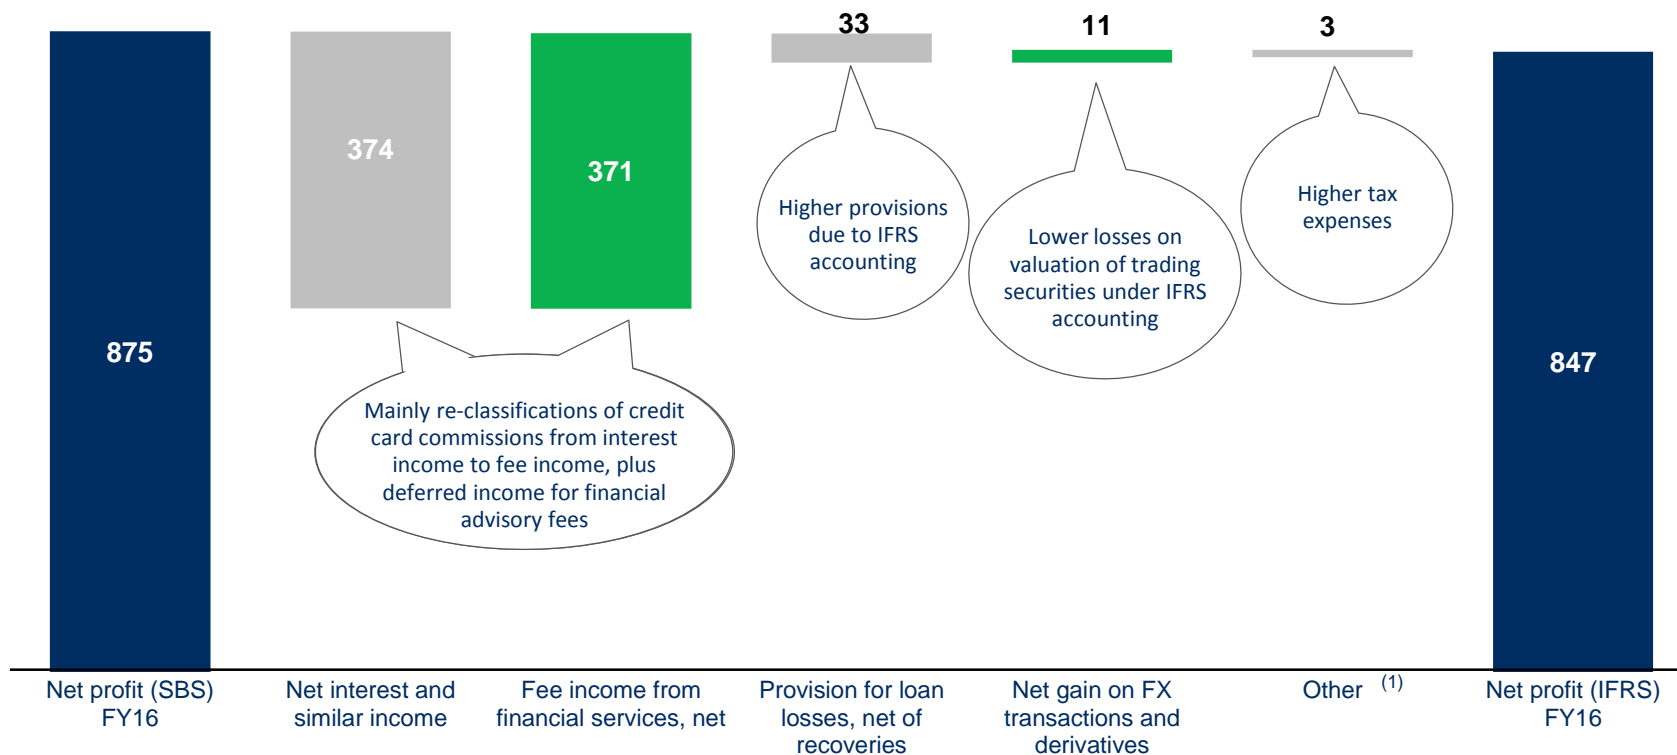 33
11
3
374
371
875
847
Higher provisions
due to IFRS
accounting
Lower losses on
valuation of trading
securities under IFRS
accounting
Higher tax
expenses
Mainly re-classifications of credit
card commissions from interest
income to fee income, plus
deferred income for financial
advisory fees
Net profit (SBS)
FY16
Net interest and
similar income
Fee income from
financial services, net
Provision for loan
losses, net of
recoveries
Net gain on FX
transactions and
derivatives
Other (1)
Net profit (IFRS)
FY16